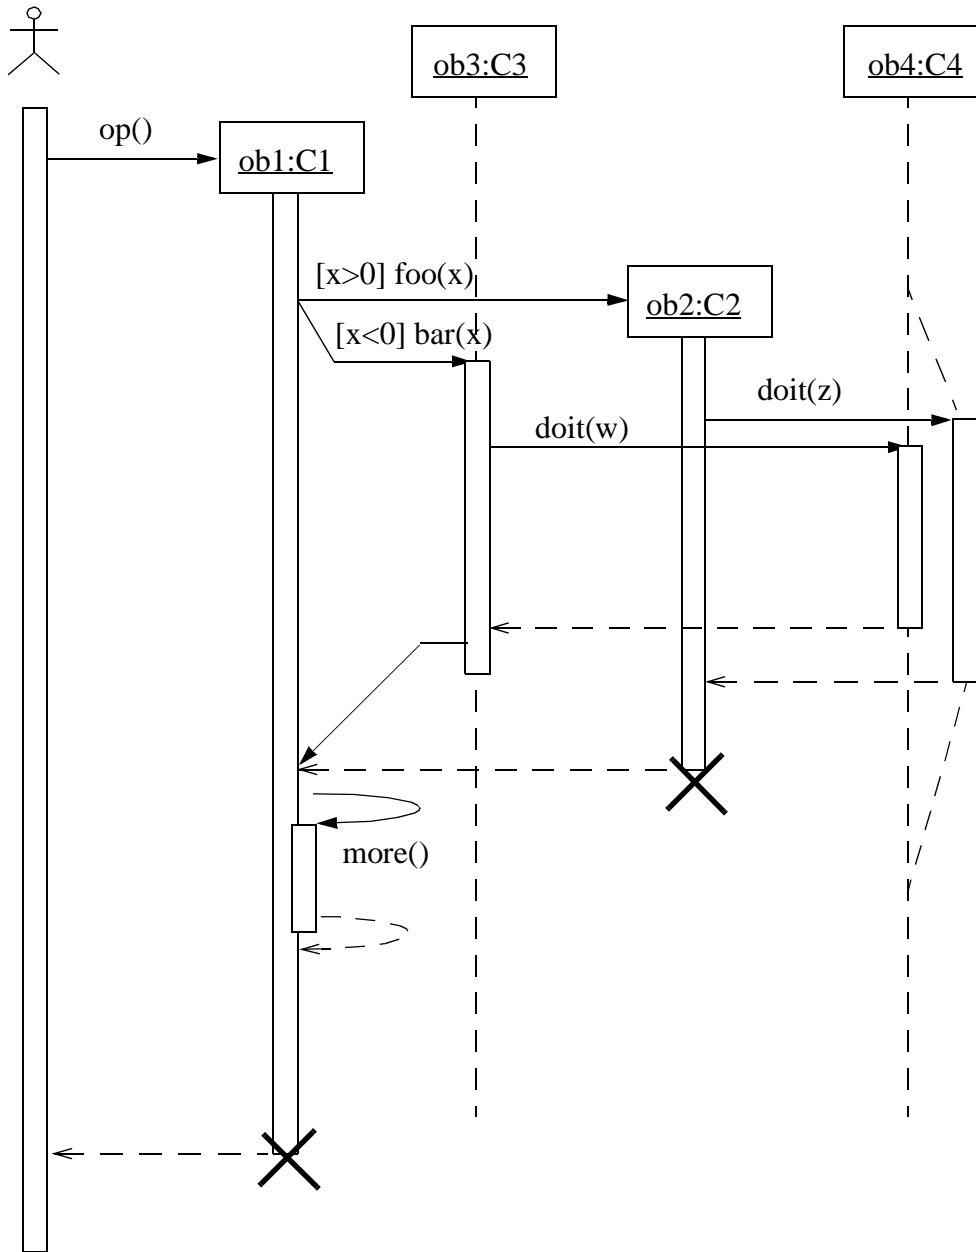 ob3:C3
ob4:C4
op()
ob1:C1
[x>0] foo(x)
ob2:C2
[x<0] bar(x)
doit(z)
doit(w)
more()